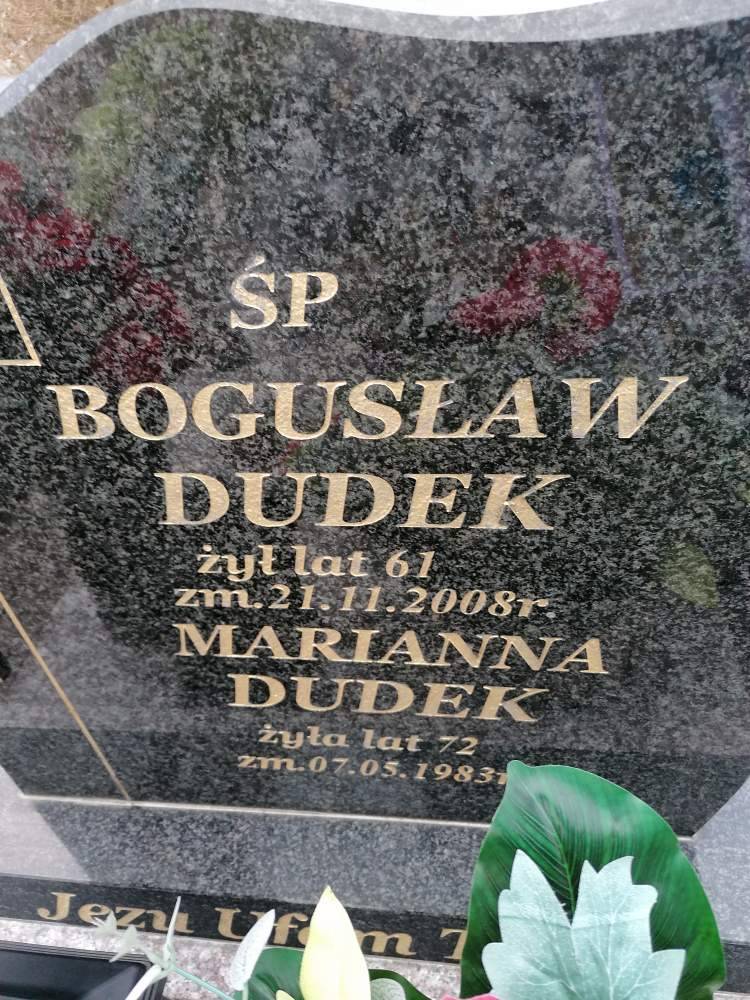 ŚP
BOGUSŁAW
DUDEK
żył lat 61
zm.21.11.2008r.
MARIANNA
DUDEK
żyła lat 72
zm.07.05.1983r
Jezu Ufam T